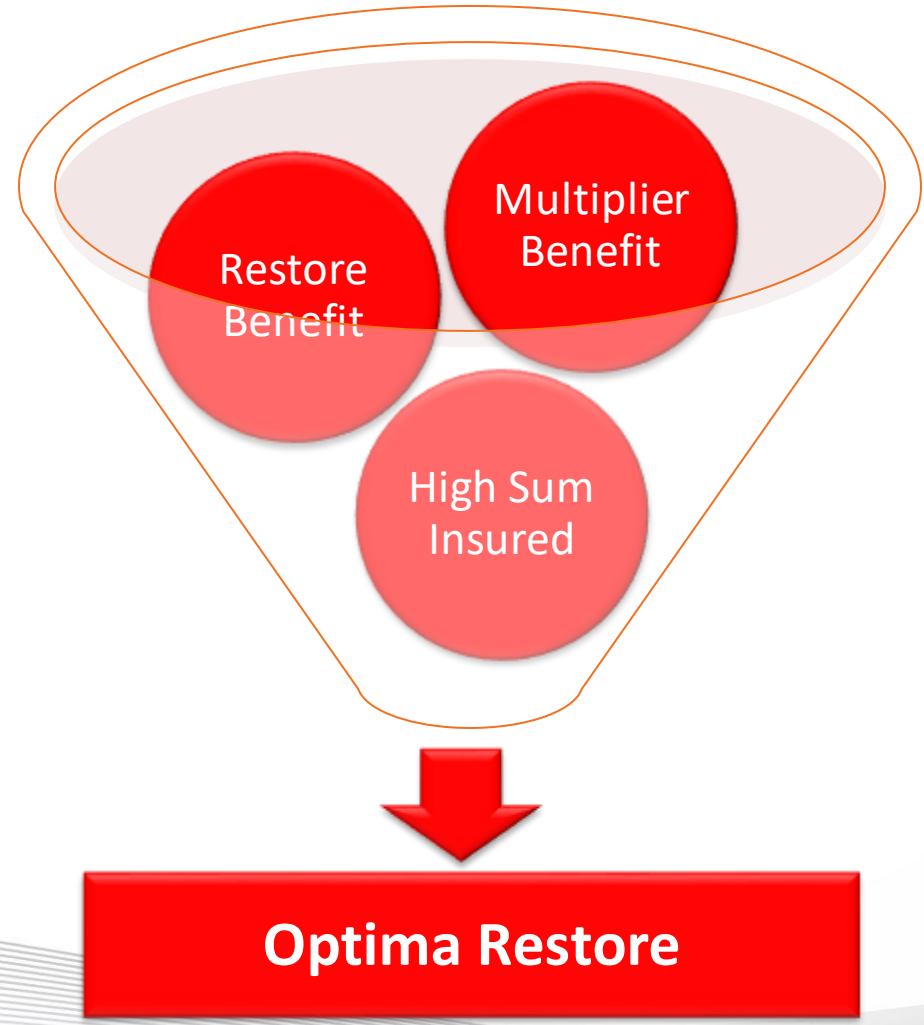 Multiplier
Benefit
Restore
Benefit
High Sum
Insured
Optima Restore